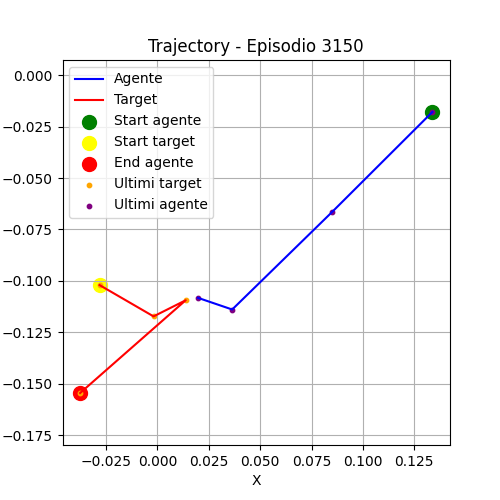 Trajectory - Episodio 3150
0.000
−0.025
−0.050
−0.075
−0.100
−0.125
−0.150
−0.175
Agente
Target
Start agente
Start target
End agente
Ultimi target
Ultimi agente
−0.025
0.000
0.025
0.050
0.075
0.100
0.125
X